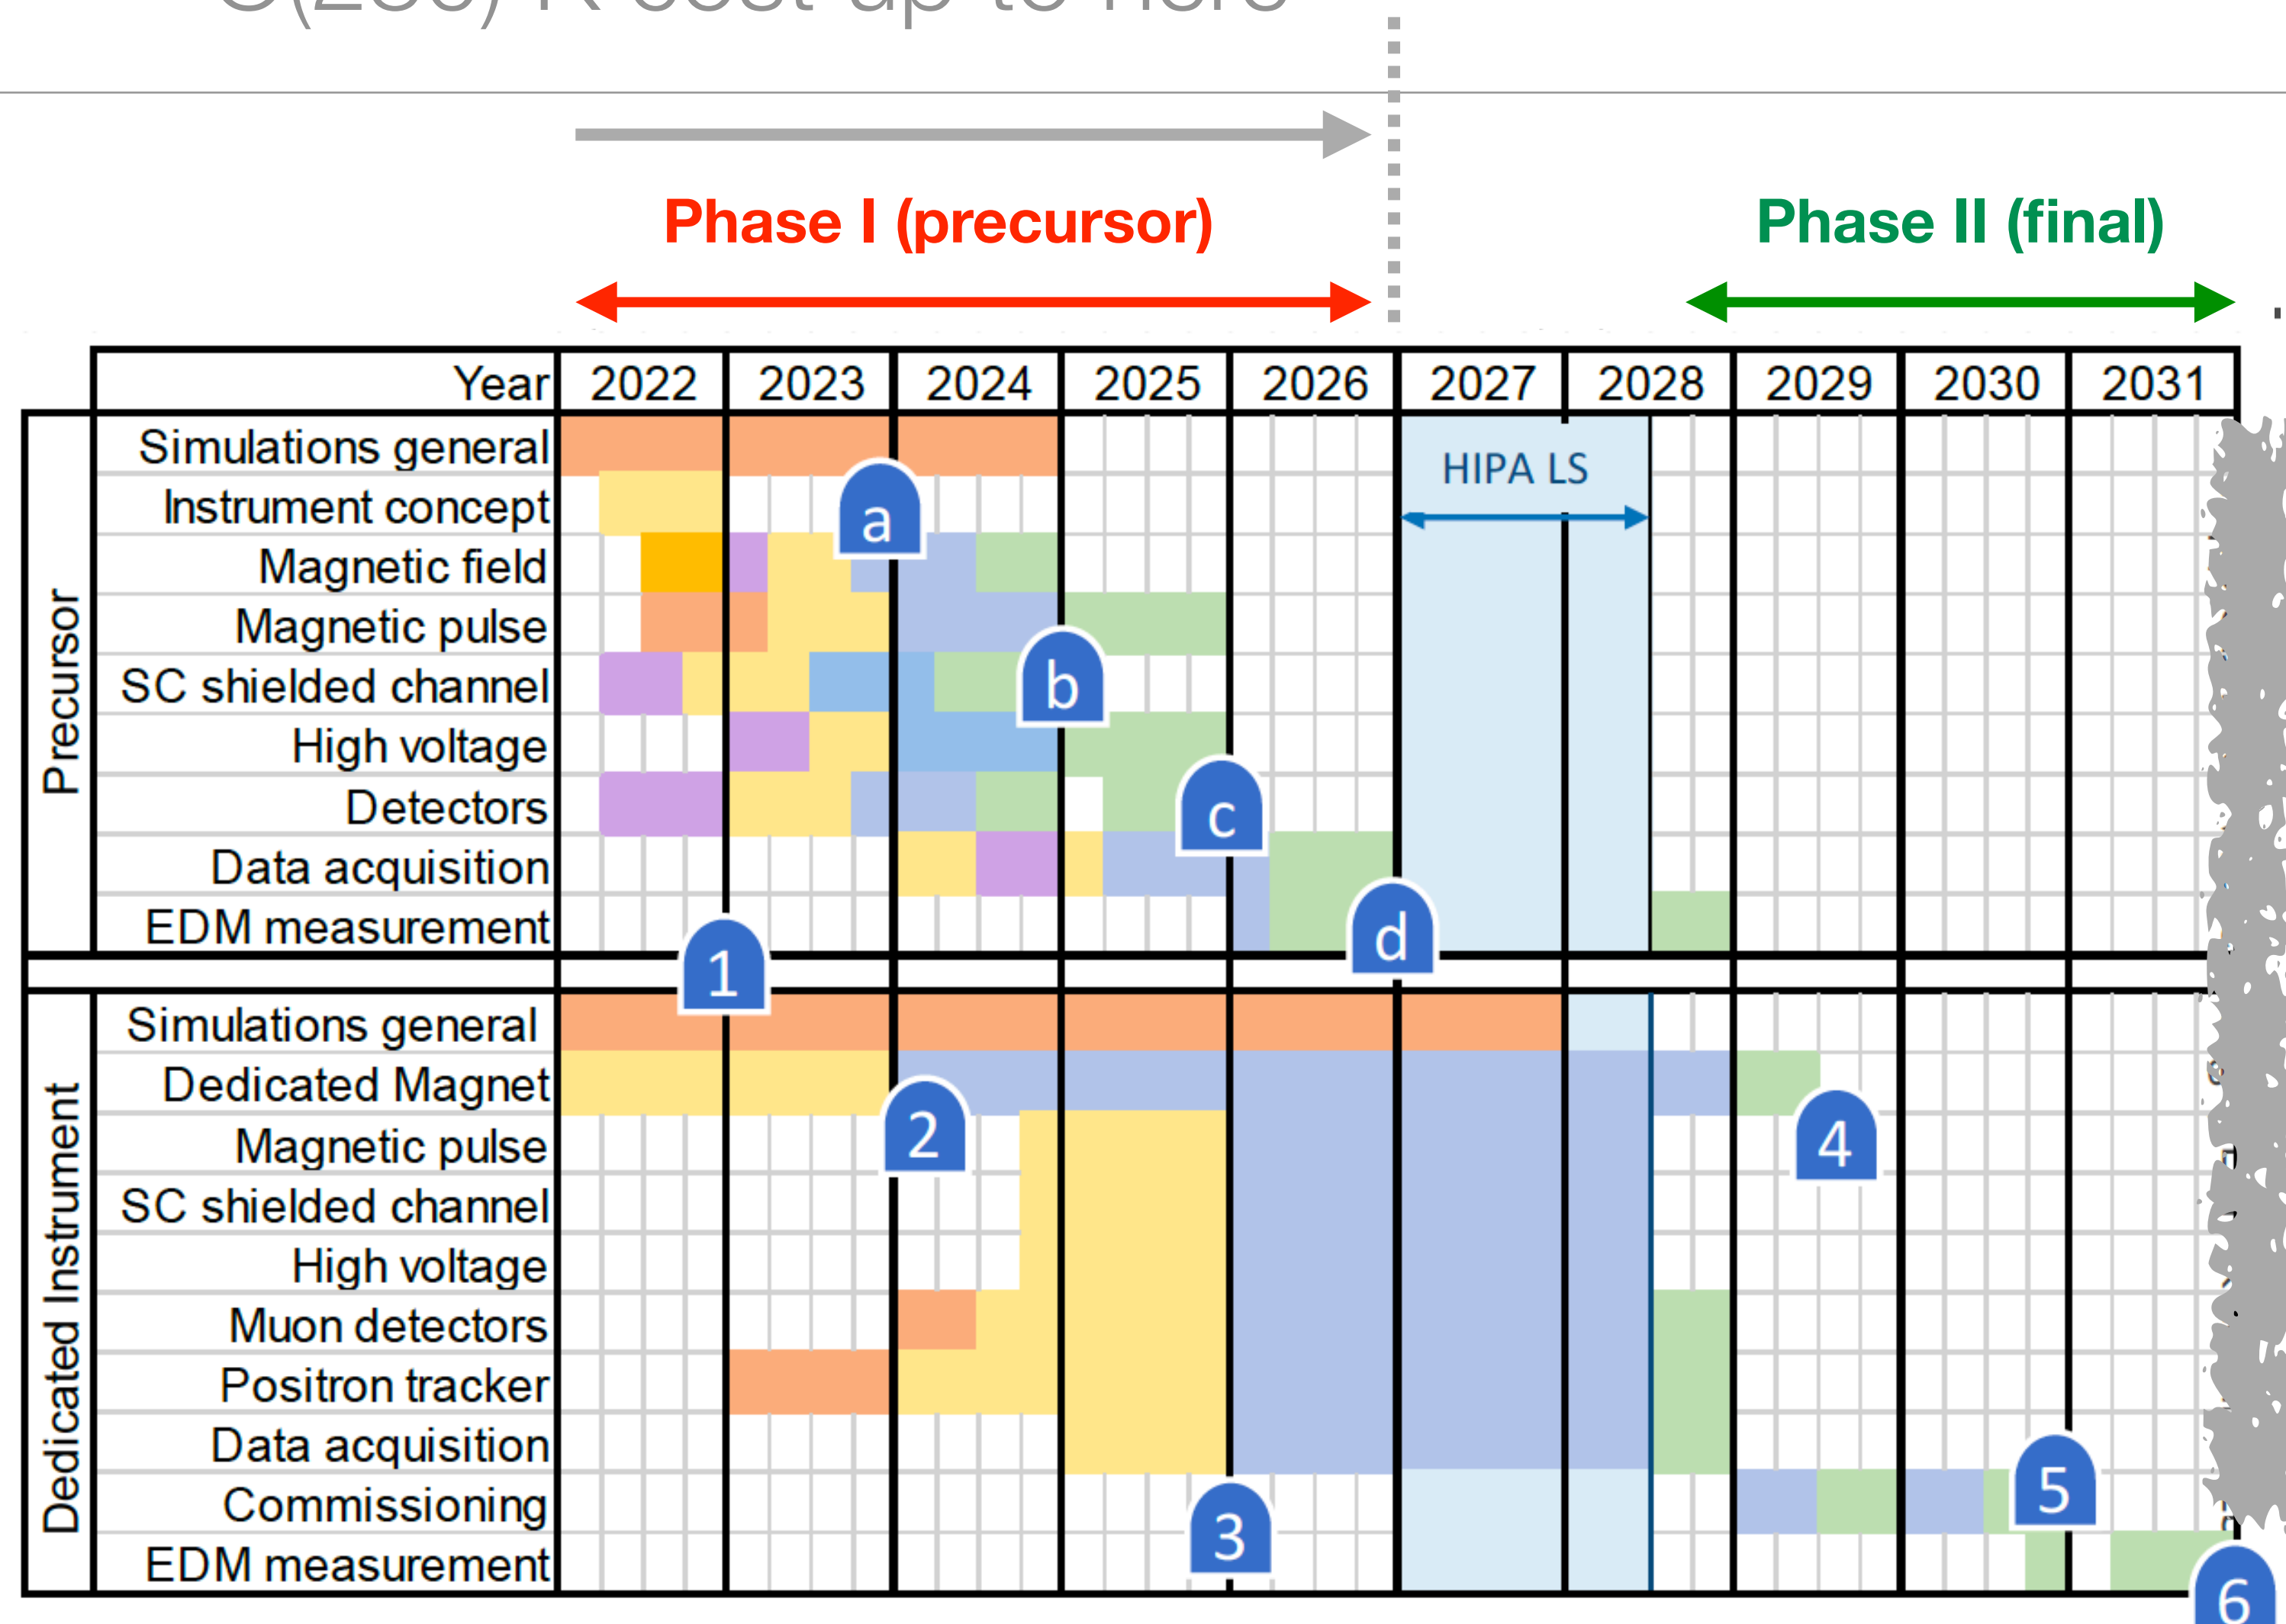 Phase I (precursor)
Phase II (final)
Year 2022 2023 2024 2025 2026 2027 2028 2029 2030 2031
Precursor
Simulations general
HIPA LS
Instrument concept
a
Magnetic field
Magnetic pulse
SC shielded channel
b
High voltage
Detectors
c
Data acquisition
EDM measurement
d
1
Dedicated Instrument
Simulations general
Dedicated Magnet
2
4
Magnetic pulse
SC shielded channel
High voltage
Muon detectors
Positron tracker
Data acquisition
5
Commissioning
3
EDM measurement
6